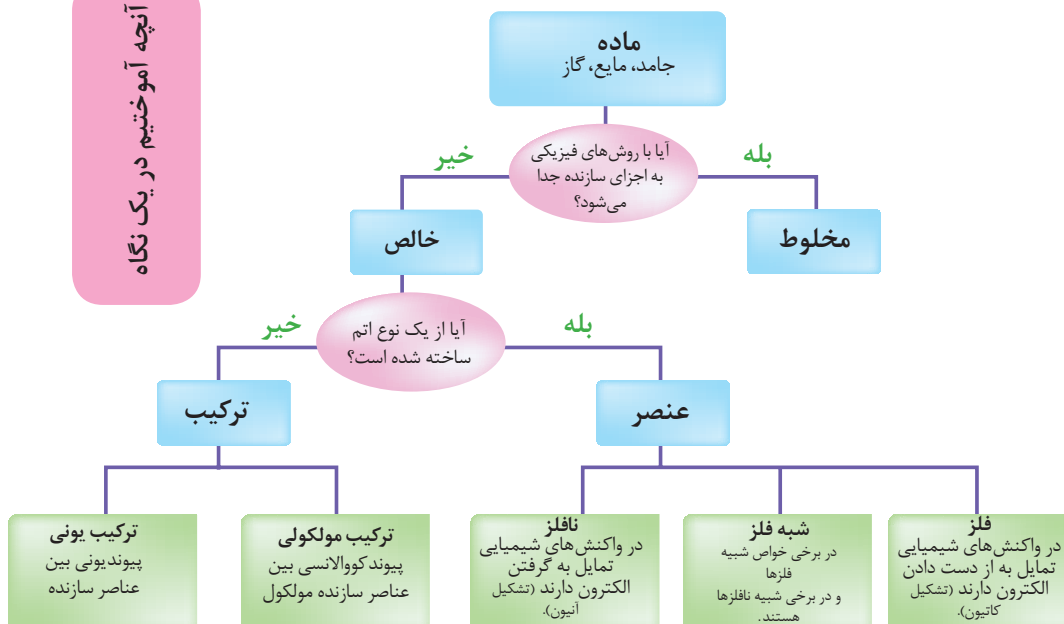 آنچه آموختیم در یک نگاه
ماده
جامد، مایع، گاز
آیا با روش‌های فیزیکی
به اجزای سازنده جدا
می‌شود؟
بله
خیر
مخلوط
خالص
آیا از یک نوع اتم
ساخته شده است؟
بله
خیر
عنصر
ترکیب
فلز
در واکنش‌های شیمیایی
تمایل به از دست دادن
الکترون دارند (تشکیل
کاتیون).
شبه فلز
در برخی خواص شبیه
فلزها
و در برخی شبیه نافلزها
هستند.
نافلز
در واکنش‌های شیمیایی
تمایل به گرفتن
الکترون دارند (تشکیل
آنیون).
ترکیب مولکولی
پیوند کووالانسی بین
عناصر سازنده مولکول
ترکیب یونی
پیوندیونی بین
عناصر سازنده